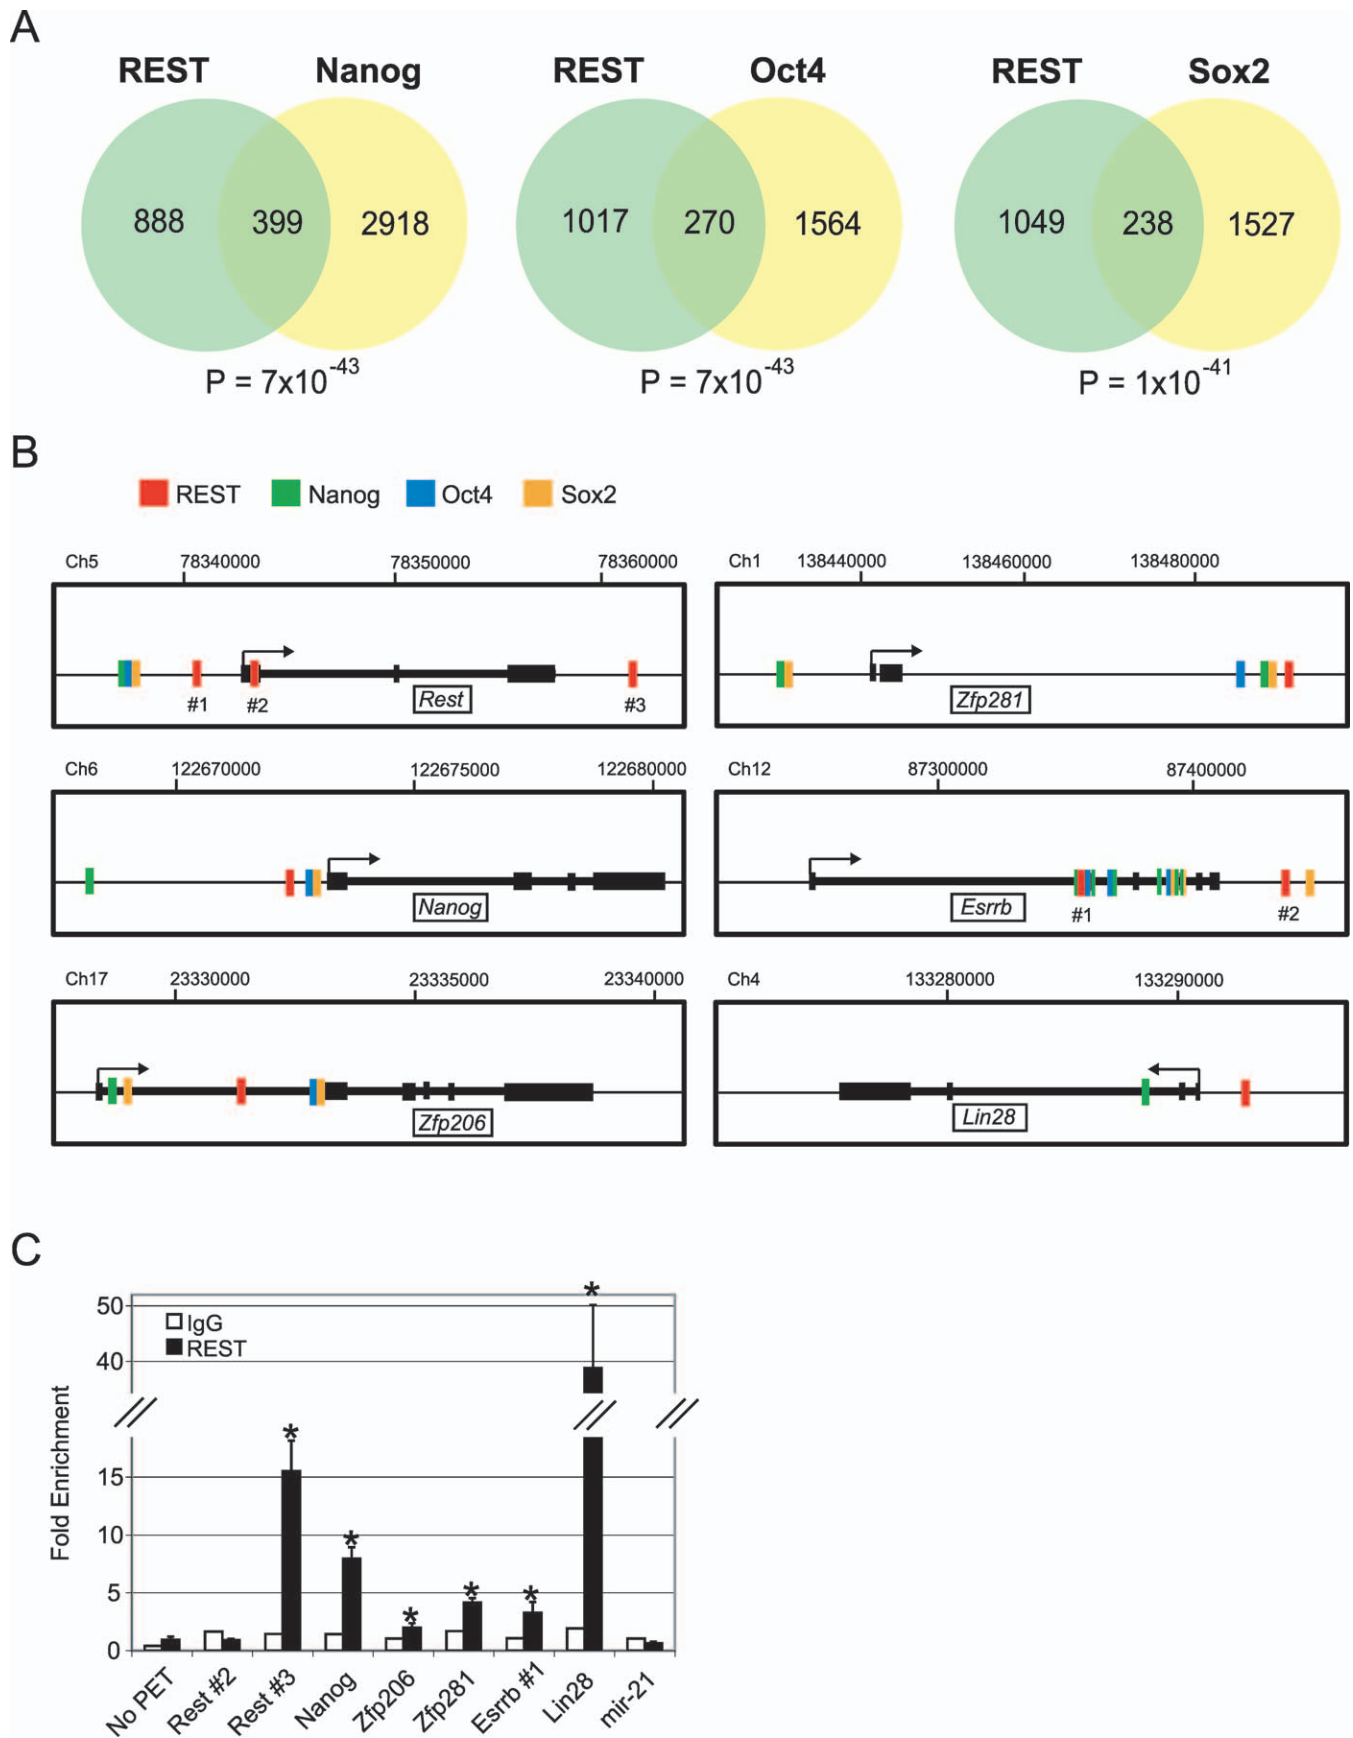 A
REST Nanog REST Oct4 REST Sox2
888 399 2918 1017 270 1564 1049 238 1527
P = 7x10-43 P = 7x10-43 P = 1x10-41
B
REST Nanog Oct4 Sox2
Ch5 78340000 78350000 78360000
#1 #2 Rest #3
Ch1 138440000 138460000 138480000
Zfp281
Ch6 122670000 122675000 122680000
Nanog
Ch12 87300000 87400000
Esrrb #1 #2
Ch17 23330000 23335000 23340000
Zfp206
Ch4 133280000 133290000
Lin28
C
50
40
15
10
5
0
Fold Enrichment
IgG
REST
* * * * * *
No PET Rest #2 Rest #3 Nanog Zfp206 Zfp281 Esrrb #1 Lin28 mir-21